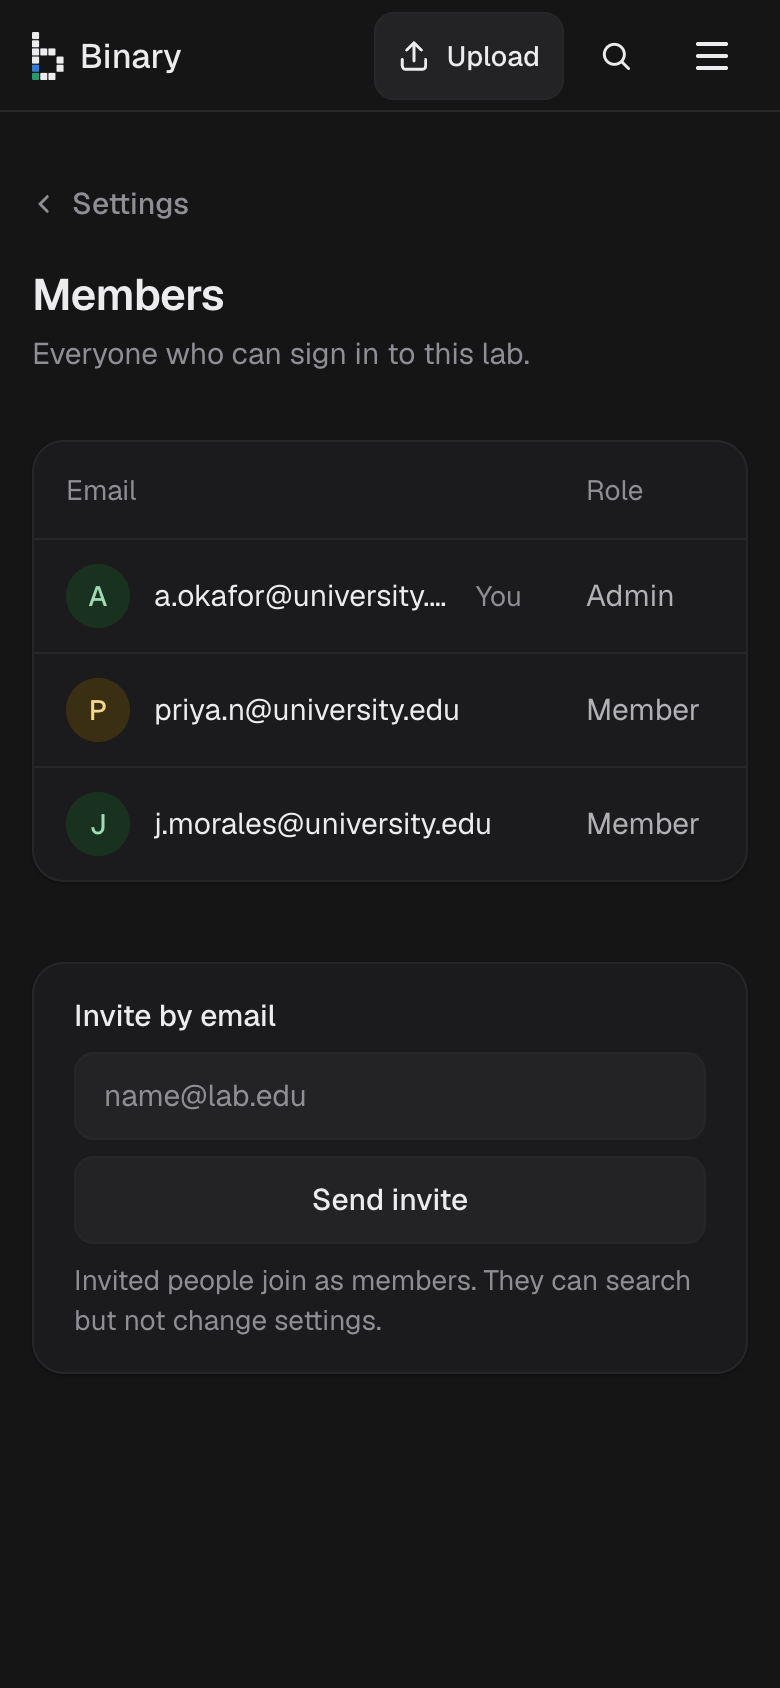 Binary
Upload
Settings
Members
Everyone who can sign in to this lab.
Email Role
A a.okafor@university.... You Admin
P priya.n@university.edu Member
J j.morales@university.edu Member
Invite by email
name@lab.edu
Send invite
Invited people join as members. They can search
but not change settings.